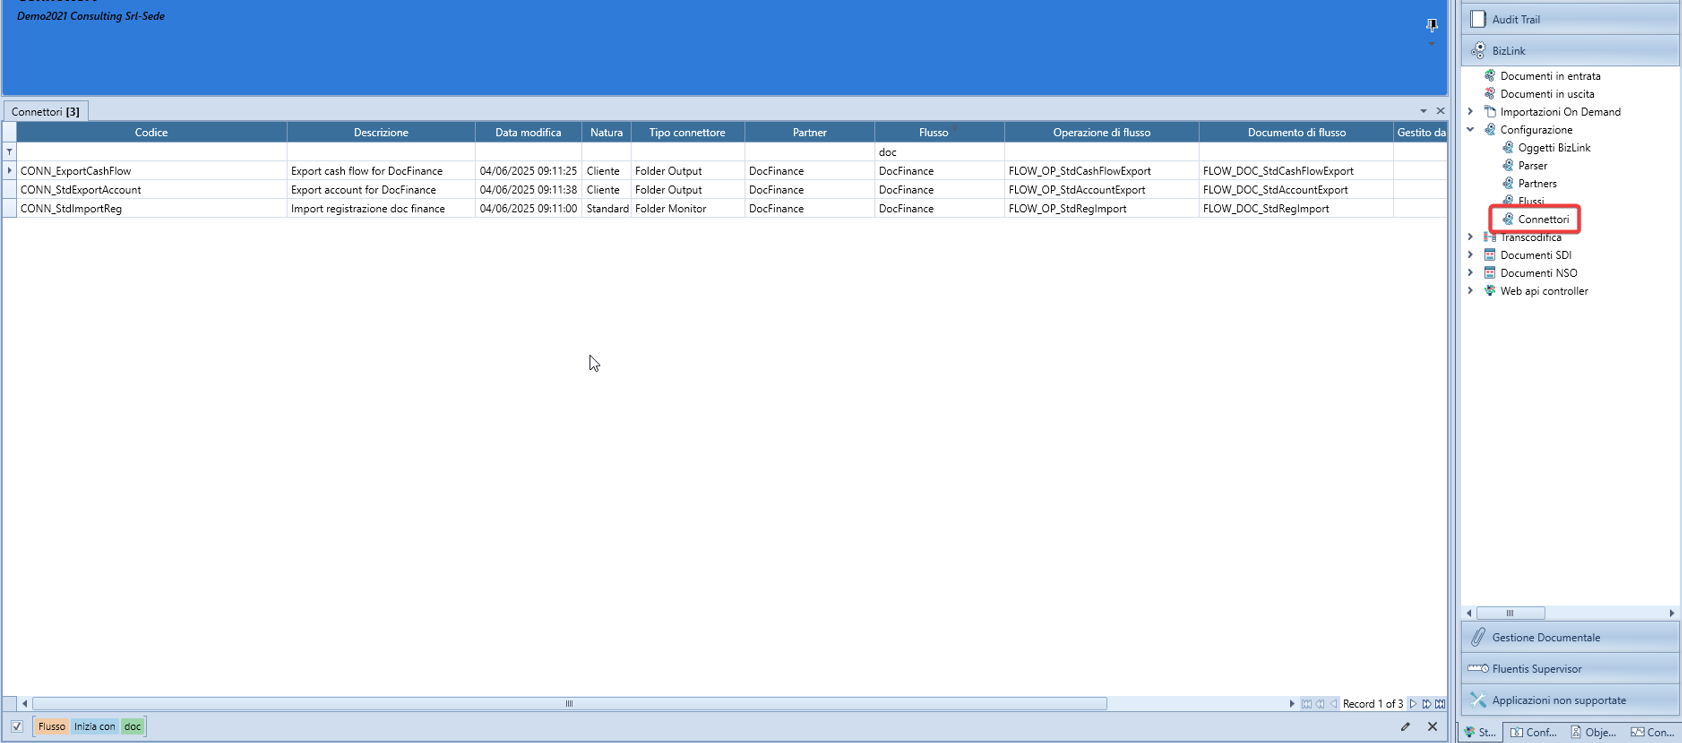 Demo2021 Consulting Srl-Sede
Connettori [3]
Codice Descrizione Data modifica Natura Tipo connettore Partner Flusso Operazione di flusso Documento di flusso Gestito da
doc
CONN_ExportCashFlow Export cash flow for DocFinance 04/06/2025 09:11:25 Cliente Folder Output DocFinance DocFinance FLOW_OP_StdCashFlowExport FLOW_DOC_StdCashFlowExport
CONN_StdExportAccount Export account for DocFinance 04/06/2025 09:11:38 Cliente Folder Output DocFinance DocFinance FLOW_OP_StdAccountExport FLOW_DOC_StdAccountExport
CONN_StdImportReg Import registrazione doc finance 04/06/2025 09:11:00 Standard Folder Monitor DocFinance DocFinance FLOW_OP_StdRegImport FLOW_DOC_StdRegImport
Record 1 of 3
Flusso Inizia con doc
Audit Trail
BizLink
Documenti in entrata
Documenti in uscita
Importazioni On Demand
Configurazione
Oggetti BizLink
Parser
Partners
Flussi
Connettori
Transcodifica
Documenti SDI
Documenti NSO
Web api controller
Gestione Documentale
Fluentis Supervisor
Applicazioni non supportate
St... Conf... Obje... Con...